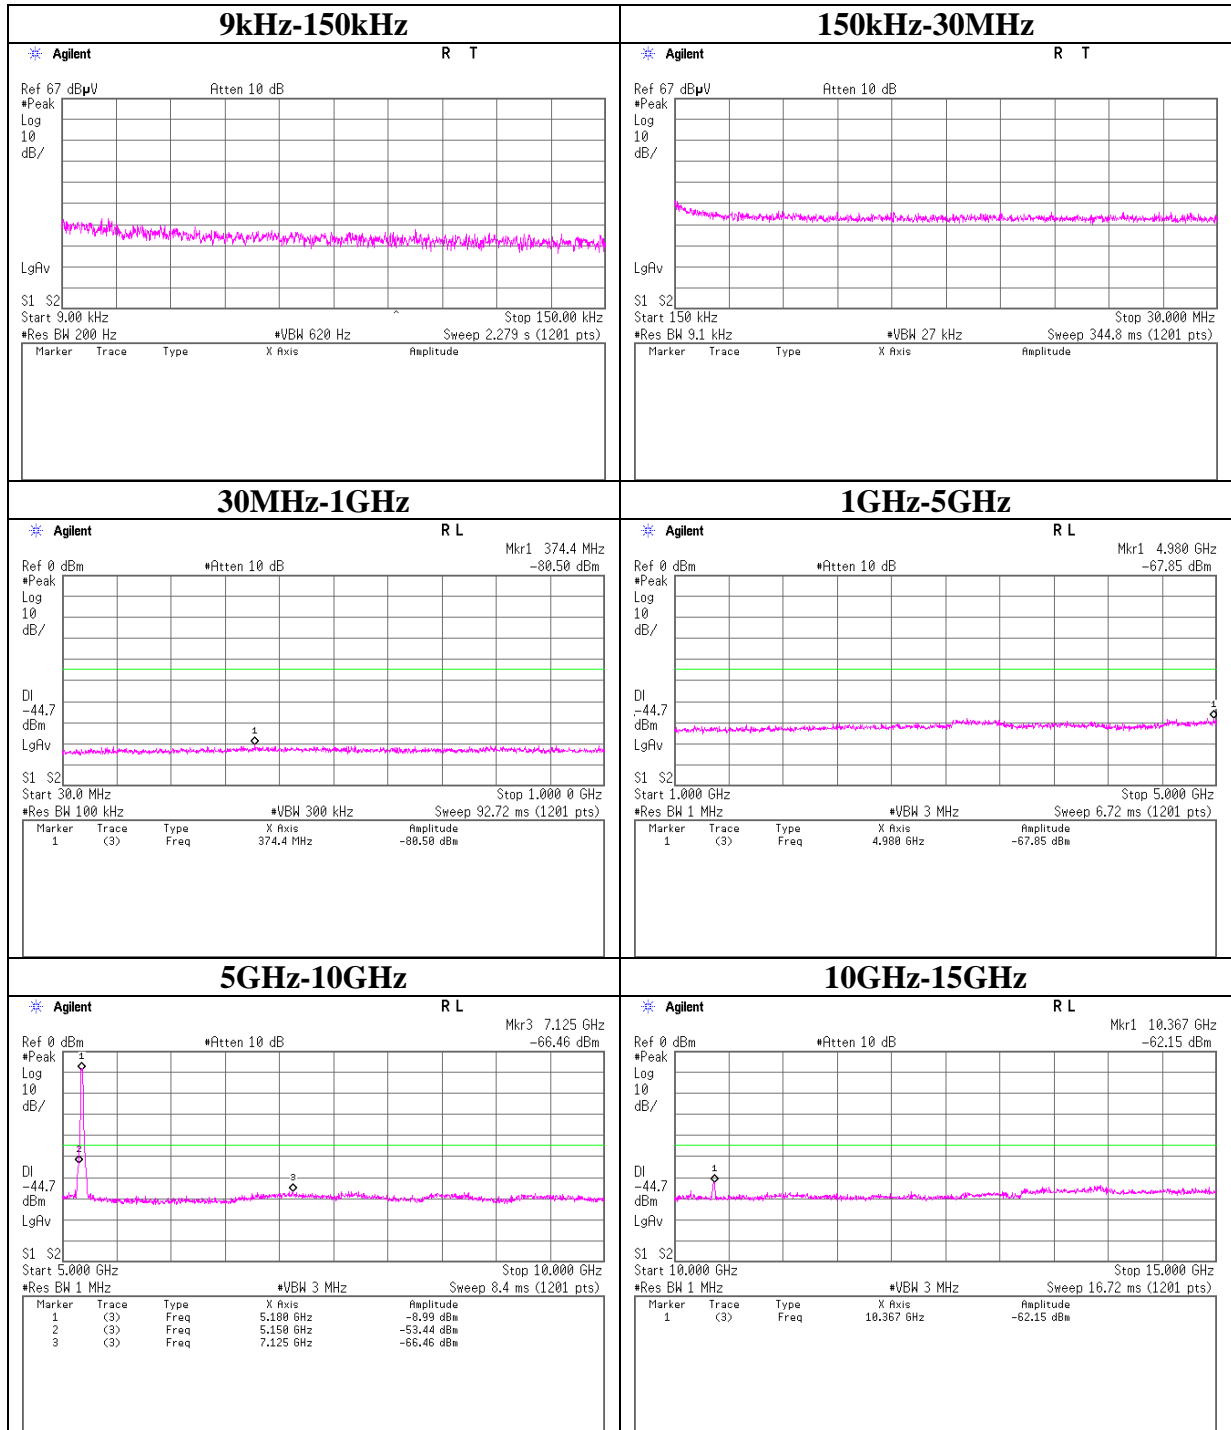 9kHz-150kHz
Agilent
R T
Ref 67 dBµV Atten 10 dB
#Peak
Log
10
dB/
LgAv
S1 S2
Start 9.00 kHz Stop 150.00 kHz
#Res BW 200 Hz #VBW 620 Hz Sweep 2.279 s (1201 pts)
Marker Trace Type X Axis Amplitude
150kHz-30MHz
Agilent
R T
Ref 67 dBµV Atten 10 dB
#Peak
Log
10
dB/
LgAv
S1 S2
Start 150 kHz Stop 30.000 MHz
#Res BW 9.1 kHz #VBW 27 kHz Sweep 344.8 ms (1201 pts)
Marker Trace Type X Axis Amplitude
30MHz-1GHz
Agilent
R L
Mkr1 374.4 MHz
Ref 0 dBm #Atten 10 dB -80.50 dBm
#Peak
Log
10
dB/
DI
-44.7
dBm
1
LgAv
S1 S2
Start 30.0 MHz Stop 1.000 0 GHz
#Res BW 100 kHz #VBW 300 kHz Sweep 92.72 ms (1201 pts)
Marker Trace Type X Axis Amplitude
1 (3) Freq 374.4 MHz -80.50 dBm
1GHz-5GHz
Agilent
R L
Mkr1 4.980 GHz
Ref 0 dBm #Atten 10 dB -67.85 dBm
#Peak
Log
10
dB/
DI
-44.7
dBm
1
LgAv
S1 S2
Start 1.000 GHz Stop 5.000 GHz
#Res BW 1 MHz #VBW 3 MHz Sweep 6.72 ms (1201 pts)
Marker Trace Type X Axis Amplitude
1 (3) Freq 4.980 GHz -67.85 dBm
5GHz-10GHz
Agilent
R L
Mkr3 7.125 GHz
Ref 0 dBm #Atten 10 dB -66.46 dBm
#Peak
1
Log
10
dB/
2
DI
-44.7
dBm
3
LgAv
S1 S2
Start 5.000 GHz Stop 10.000 GHz
#Res BW 1 MHz #VBW 3 MHz Sweep 8.4 ms (1201 pts)
Marker Trace Type X Axis Amplitude
1 (3) Freq 5.180 GHz -8.99 dBm
2 (3) Freq 5.150 GHz -53.44 dBm
3 (3) Freq 7.125 GHz -66.46 dBm
10GHz-15GHz
Agilent
R L
Mkr1 10.367 GHz
Ref 0 dBm #Atten 10 dB -62.15 dBm
#Peak
Log
10
dB/
1
DI
-44.7
dBm
LgAv
S1 S2
Start 10.000 GHz Stop 15.000 GHz
#Res BW 1 MHz #VBW 3 MHz Sweep 16.72 ms (1201 pts)
Marker Trace Type X Axis Amplitude
1 (3) Freq 10.367 GHz -62.15 dBm